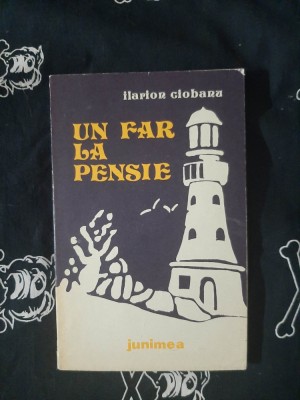 ilarion ciobanu
UN FAR
LA
PENSIE
junimea